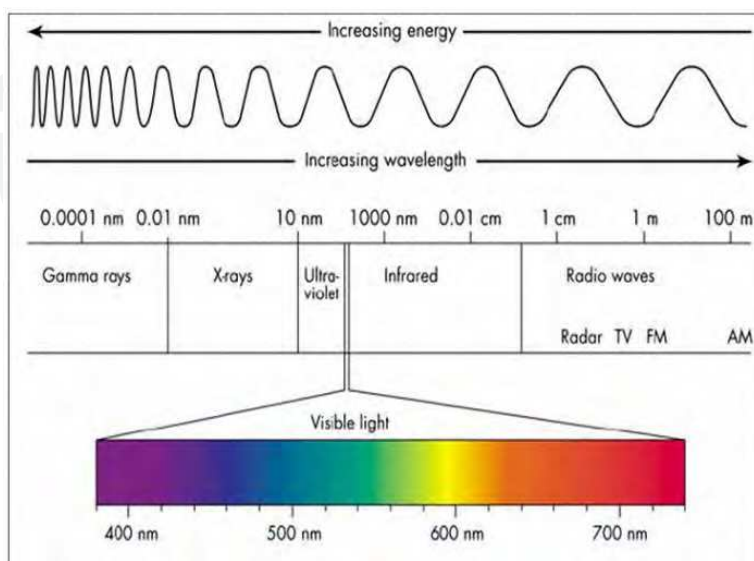 Increasing energy
Increasing wavelength
0.0001 nm 0.01 nm 10 nm 1000 nm 0.01 cm 1 cm 1 m 100 m
Gamma rays X-rays Ultra-
violet Infrared Radio waves
Radar TV FM AM
Visible light
400 nm 500 nm 600 nm 700 nm